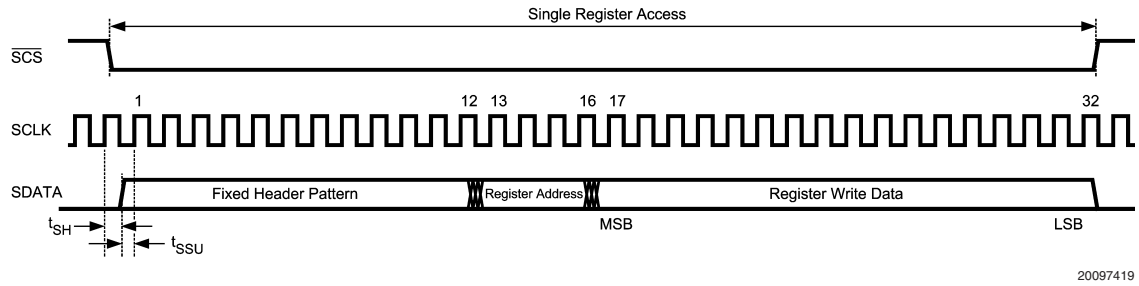 Single Register Access
SCS
1 12 13 16 17 32
SCLK
SDATA Fixed Header Pattern Register Address Register Write Data
tSH MSB LSB
tSSU
20097419